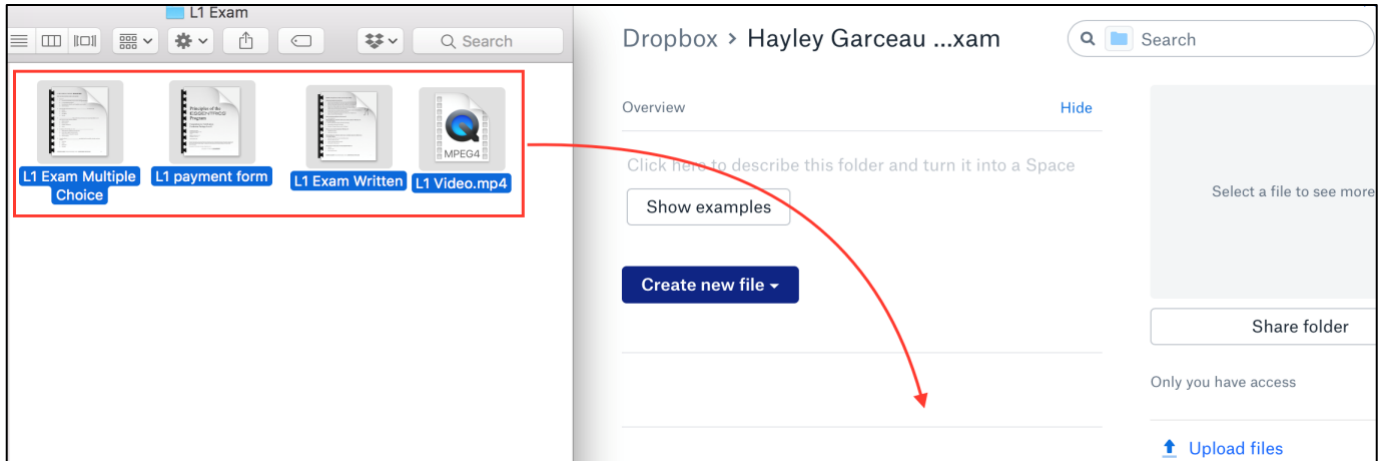 L1 Exam
Search
MPEG4
L1 Exam Multiple
Choice
L1 payment form
L1 Exam Written
L1 Video.mp4
Dropbox > Hayley Garceau ...xam
Search
Overview
Hide
Click here to describe this folder and turn it into a Space
Show examples
Create new file
Select a file to see more
Share folder
Only you have access
Upload files